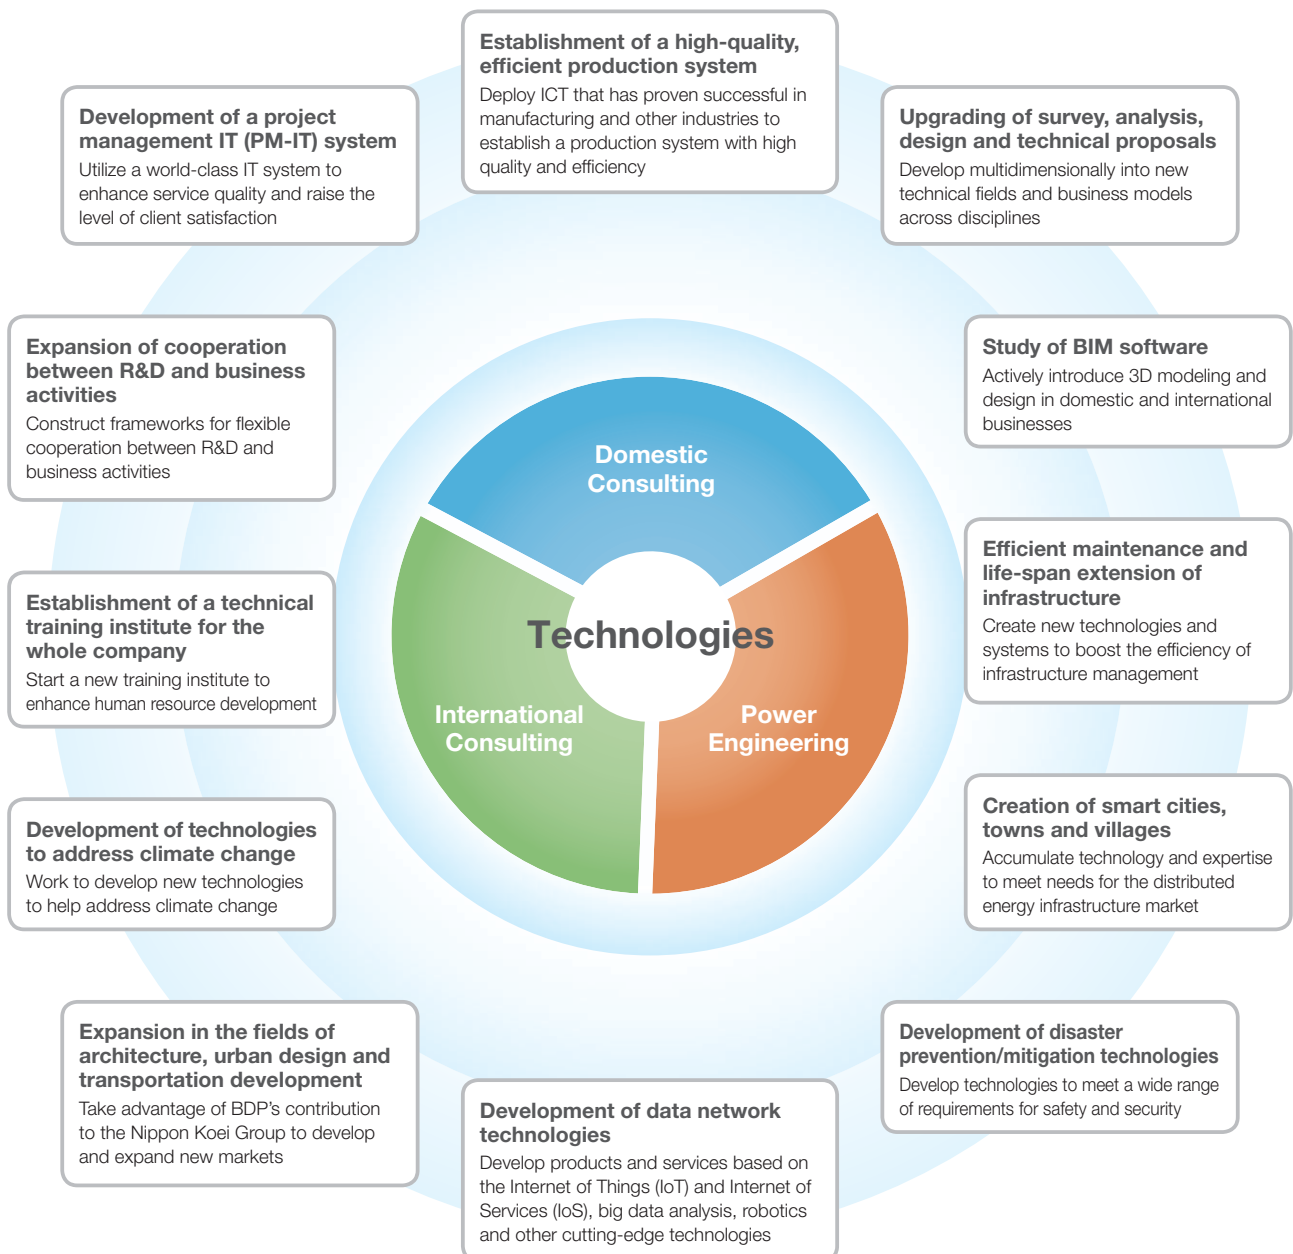 Establishment of a high-quality,
efficient production system
Deploy ICT that has proven successful in
manufacturing and other industries to
establish a production system with high
quality and efficiency
Development of a project
management IT (PM-IT) system
Utilize a world-class IT system to
enhance service quality and raise the
level of client satisfaction
Upgrading of survey, analysis,
design and technical proposals
Develop multidimensionally into new
technical fields and business models
across disciplines
Expansion of cooperation
between R&D and business
activities
Construct frameworks for flexible
cooperation between R&D and
business activities
Study of BIM software
Actively introduce 3D modeling and
design in domestic and international
businesses
Domestic
Consulting
Technologies
International
Consulting
Power
Engineering
Establishment of a technical
training institute for the
whole company
Start a new training institute to
enhance human resource development
Efficient maintenance and
life-span extension of
infrastructure
Create new technologies and
systems to boost the efficiency of
infrastructure management
Development of technologies
to address climate change
Work to develop new technologies
to help address climate change
Creation of smart cities,
towns and villages
Accumulate technology and expertise
to meet needs for the distributed
energy infrastructure market
Expansion in the fields of
architecture, urban design and
transportation development
Take advantage of BDP's contribution
to the Nippon Koei Group to develop
and expand new markets
Development of data network
technologies
Develop products and services based on
the Internet of Things (IoT) and Internet of
Services (IoS), big data analysis, robotics
and other cutting-edge technologies
Development of disaster
prevention/mitigation technologies
Develop technologies to meet a wide range
of requirements for safety and security